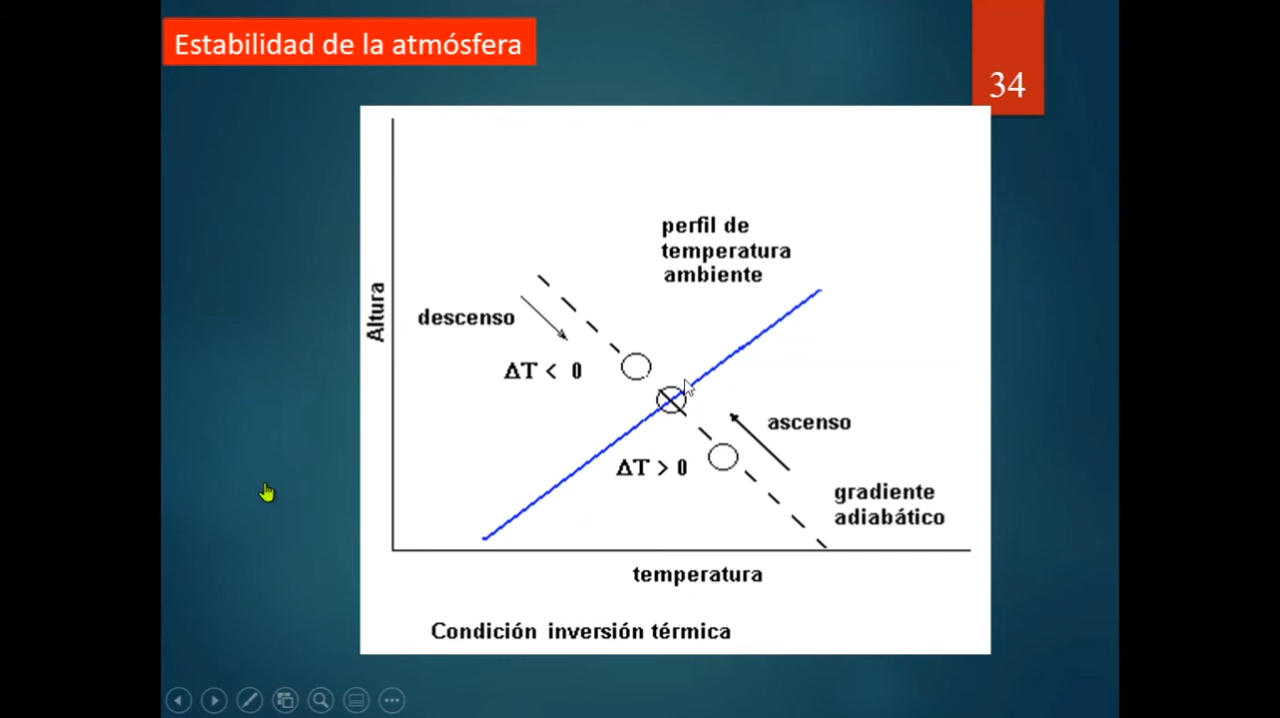 Estabilidad de la atmósfera
34
perfil de
temperatura
ambiente
Altura
descenso
ΔT < 0
ascenso
ΔT > 0
gradiente
adiabático
temperatura
Condición inversión térmica